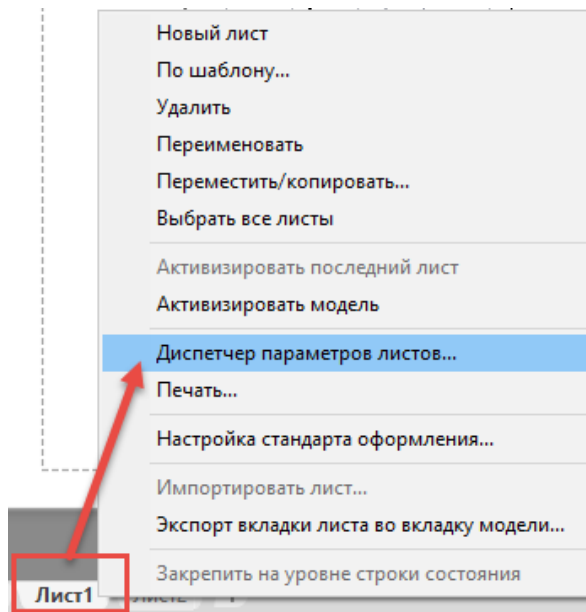 Новый лист
По шаблону...
Удалить
Переименовать
Переместить/копировать...
Выбрать все листы
Активизировать последний лист
Активизировать модель
Диспетчер параметров листов...
Печать...
Настройка стандарта оформления...
Импортировать лист...
Экспорт вкладки листа во вкладку модели...
Закрепить на уровне строки состояния
Лист1 Лист2